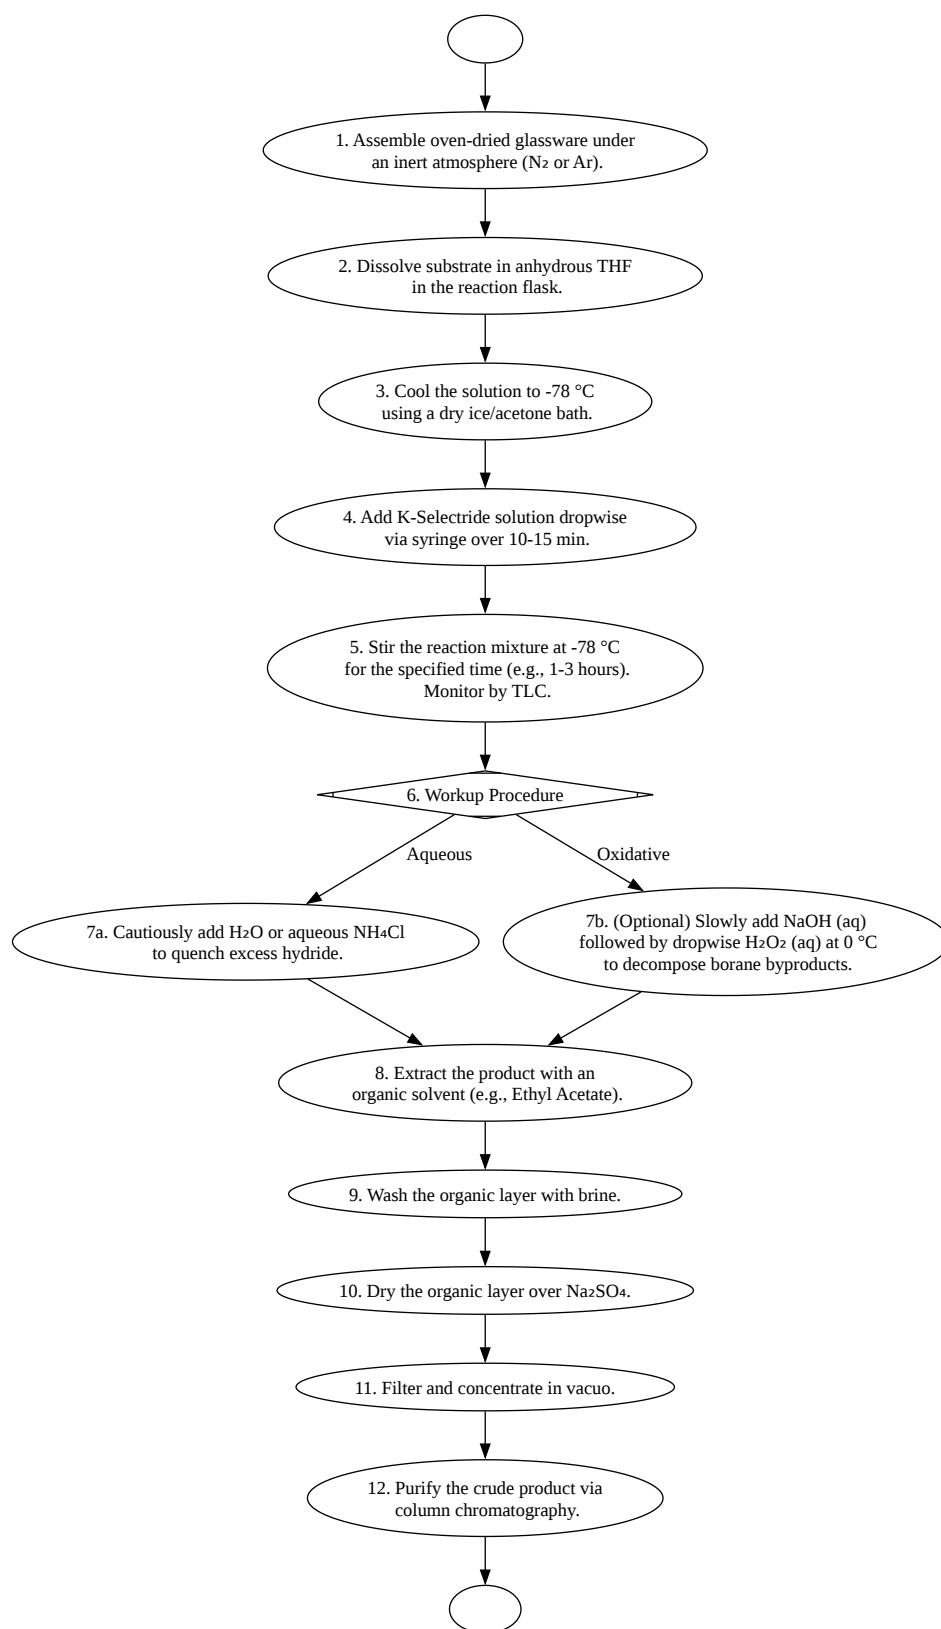 1. Assemble oven-dried glassware under
an inert atmosphere (N₂ or Ar).
2. Dissolve substrate in anhydrous THF
in the reaction flask.
3. Cool the solution to -78 °C
using a dry ice/acetone bath.
4. Add K-Selectride solution dropwise
via syringe over 10-15 min.
5. Stir the reaction mixture at -78 °C
for the specified time (e.g., 1-3 hours).
Monitor by TLC.
6. Workup Procedure
Aqueous
Oxidative
7a. Cautiously add H₂O or aqueous NH₄Cl
to quench excess hydride.
7b. (Optional) Slowly add NaOH (aq)
followed by dropwise H₂O₂ (aq) at 0 °C
to decompose borane byproducts.
8. Extract the product with an
organic solvent (e.g., Ethyl Acetate).
9. Wash the organic layer with brine.
10. Dry the organic layer over Na₂SO₄.
11. Filter and concentrate in vacuo.
12. Purify the crude product via
column chromatography.